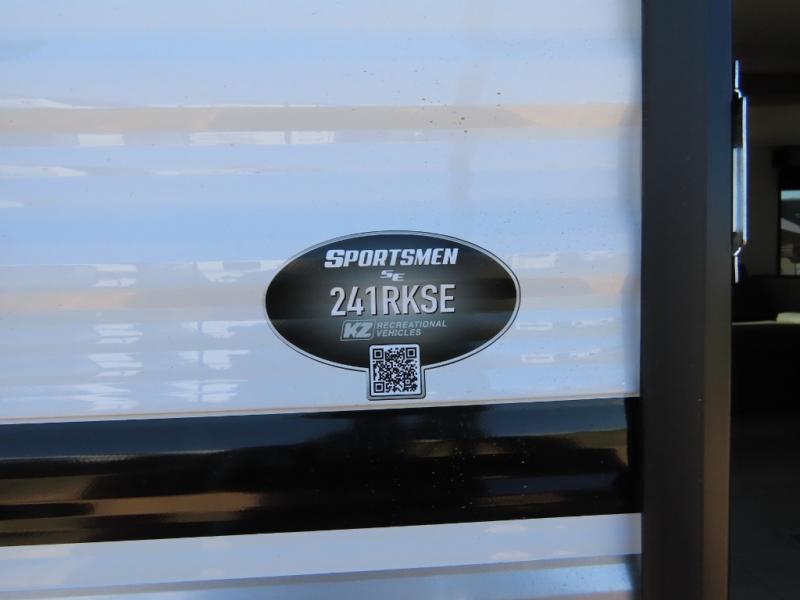 SPORTSMEN
SE
241RKSE
KZ RECREATIONAL
VEHICLES